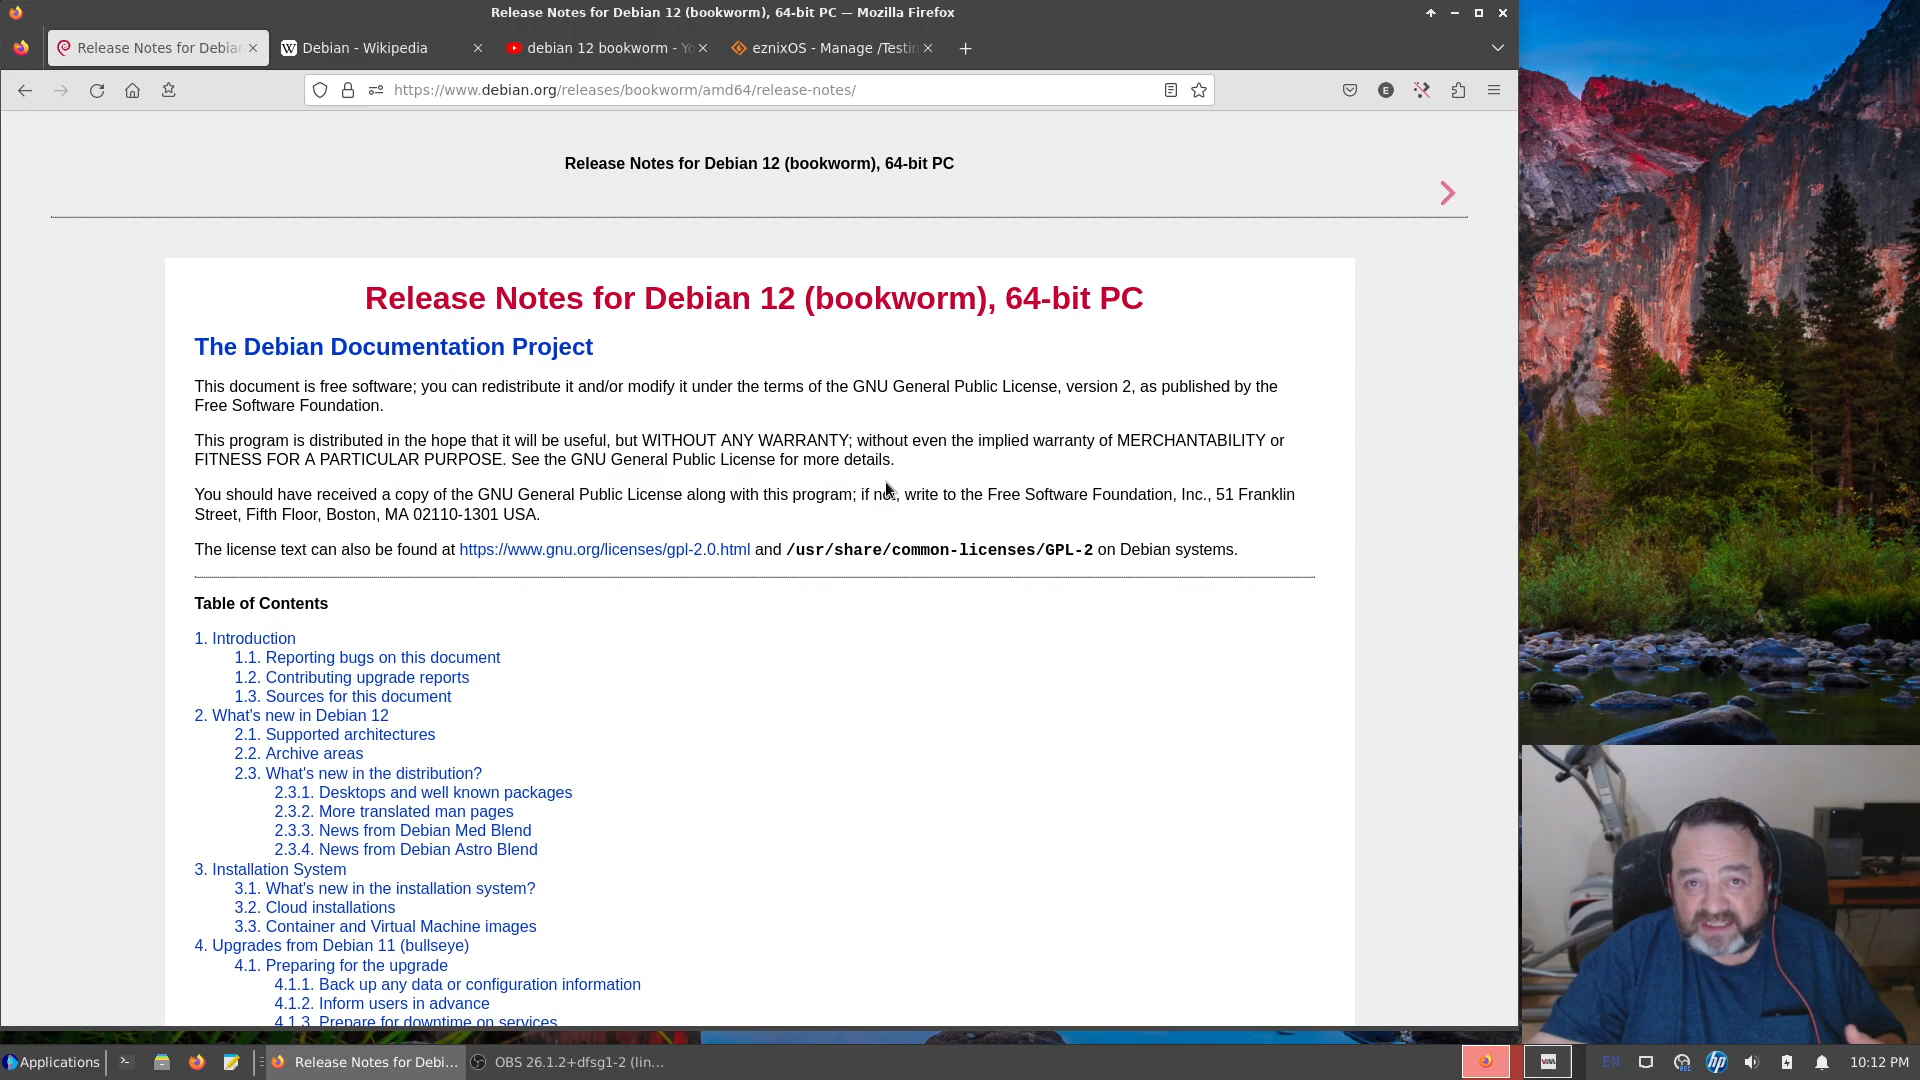 Release Notes for Debian 12 (bookworm), 64-bit PC — Mozilla Firefox
Release Notes for Debian
Debian - Wikipedia
debian 12 bookworm - Yo
eznixOS - Manage /Testin
https://www.debian.org/releases/bookworm/amd64/release-notes/
E
Release Notes for Debian 12 (bookworm), 64-bit PC
Release Notes for Debian 12 (bookworm), 64-bit PC
The Debian Documentation Project
This document is free software; you can redistribute it and/or modify it under the terms of the GNU General Public License, version 2, as published by the
Free Software Foundation.
This program is distributed in the hope that it will be useful, but WITHOUT ANY WARRANTY; without even the implied warranty of MERCHANTABILITY or
FITNESS FOR A PARTICULAR PURPOSE. See the GNU General Public License for more details.
You should have received a copy of the GNU General Public License along with this program; if not, write to the Free Software Foundation, Inc., 51 Franklin
Street, Fifth Floor, Boston, MA 02110-1301 USA.
The license text can also be found at https://www.gnu.org/licenses/gpl-2.0.html and /usr/share/common-licenses/GPL-2 on Debian systems.
Table of Contents
1. Introduction
1.1. Reporting bugs on this document
1.2. Contributing upgrade reports
1.3. Sources for this document
2. What's new in Debian 12
2.1. Supported architectures
2.2. Archive areas
2.3. What's new in the distribution?
2.3.1. Desktops and well known packages
2.3.2. More translated man pages
2.3.3. News from Debian Med Blend
2.3.4. News from Debian Astro Blend
3. Installation System
3.1. What's new in the installation system?
3.2. Cloud installations
3.3. Container and Virtual Machine images
4. Upgrades from Debian 11 (bullseye)
4.1. Preparing for the upgrade
4.1.1. Back up any data or configuration information
4.1.2. Inform users in advance
4.1.3. Prepare for downtime on services
Applications
Release Notes for Debi...
OBS 26.1.2+dfsg1-2 (lin...
EN
REC
hp
10:12 PM